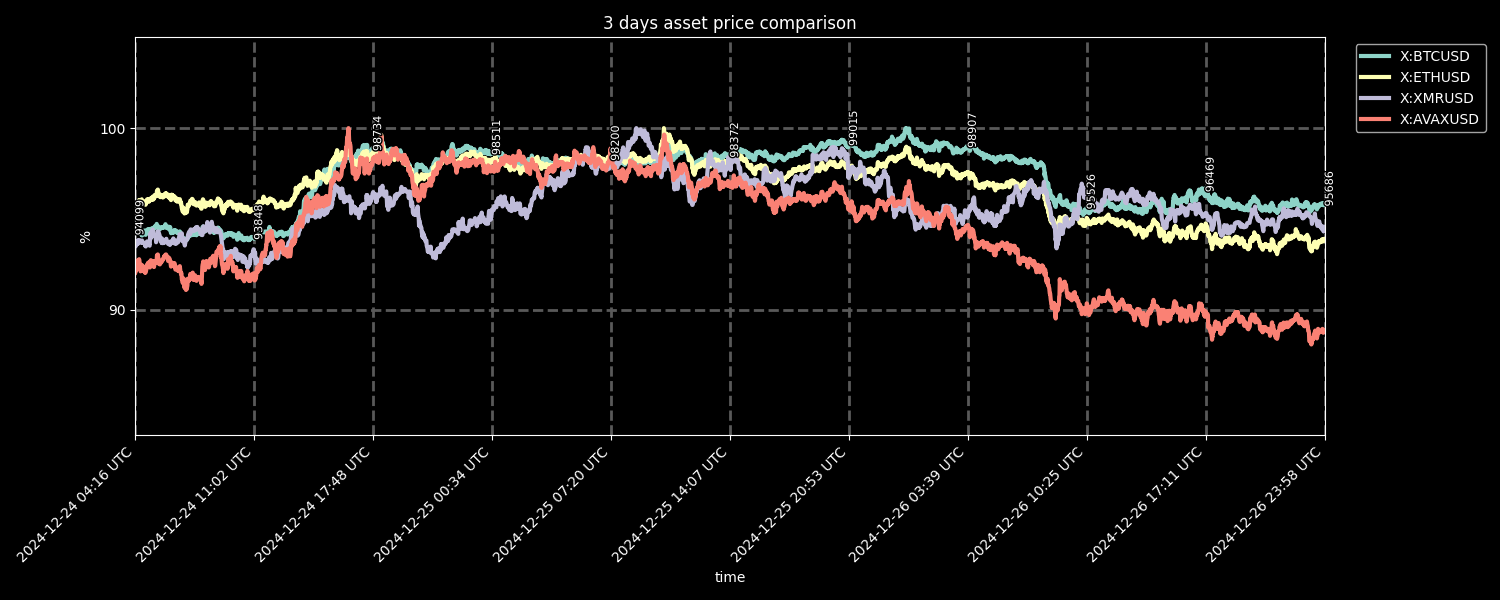 3 days asset price comparison
X:BTCUSD
X:ETHUSD
X:XMRUSD
X:AVAXUSD
%
100
90
94099
93848
98734
98511
98200
98372
99015
98907
95526
96469
95686
2024-12-24 04:16 UTC
2024-12-24 11:02 UTC
2024-12-24 17:48 UTC
2024-12-25 00:34 UTC
2024-12-25 07:20 UTC
2024-12-25 14:07 UTC
2024-12-25 20:53 UTC
2024-12-26 03:39 UTC
2024-12-26 10:25 UTC
2024-12-26 17:11 UTC
2024-12-26 23:58 UTC
time